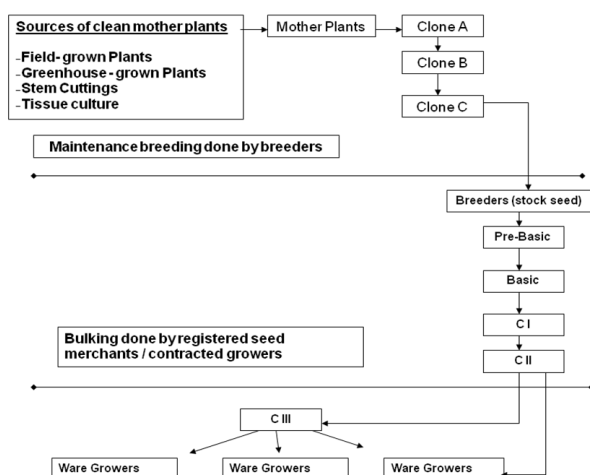 Sources of clean mother plants
-Field-grown Plants
-Greenhouse-grown Plants
-Stem Cuttings
-Tissue culture
Mother Plants
Clone A
Clone B
Clone C
Maintenance breeding done by breeders
Breeders (stock seed)
Pre-Basic
Basic
C I
C II
Bulking done by registered seed
merchants / contracted growers
C III
Ware Growers
Ware Growers
Ware Growers